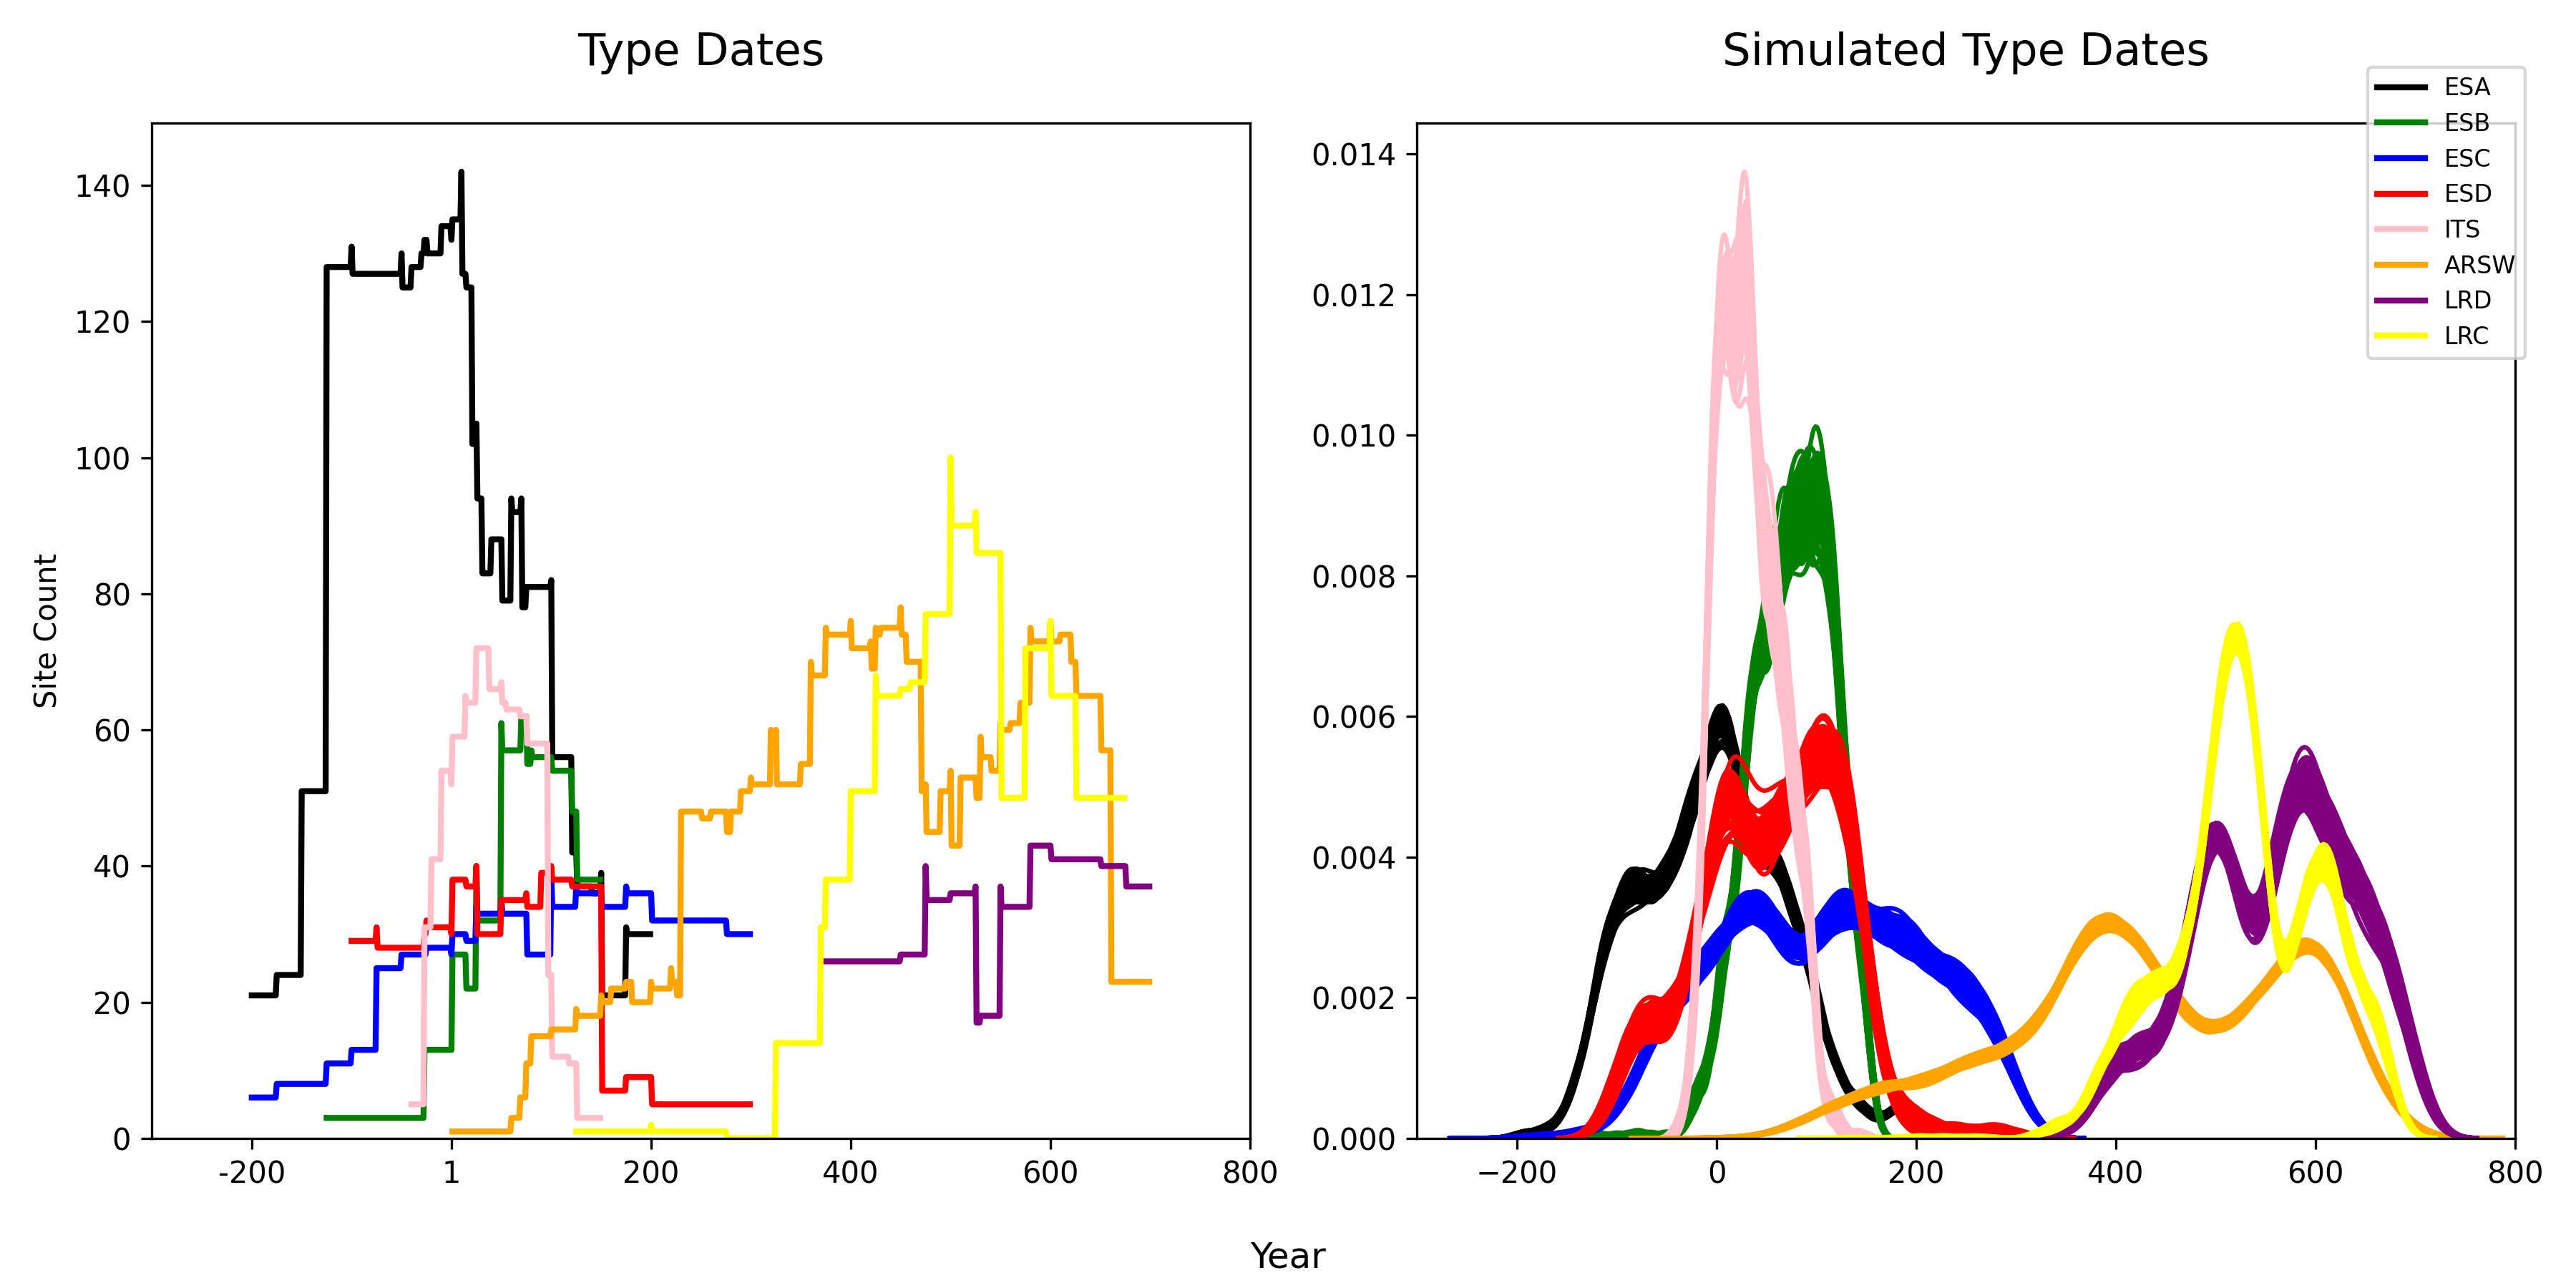 Type Dates
Simulated Type Dates
ESA
ESB
ESC
ESD
ITS
ARSW
LRD
LRC
Site Count
140
120
100
80
60
40
20
0
-200
1
200
400
600
800
0.014
0.012
0.010
0.008
0.006
0.004
0.002
0.000
−200
0
200
400
600
800
Year